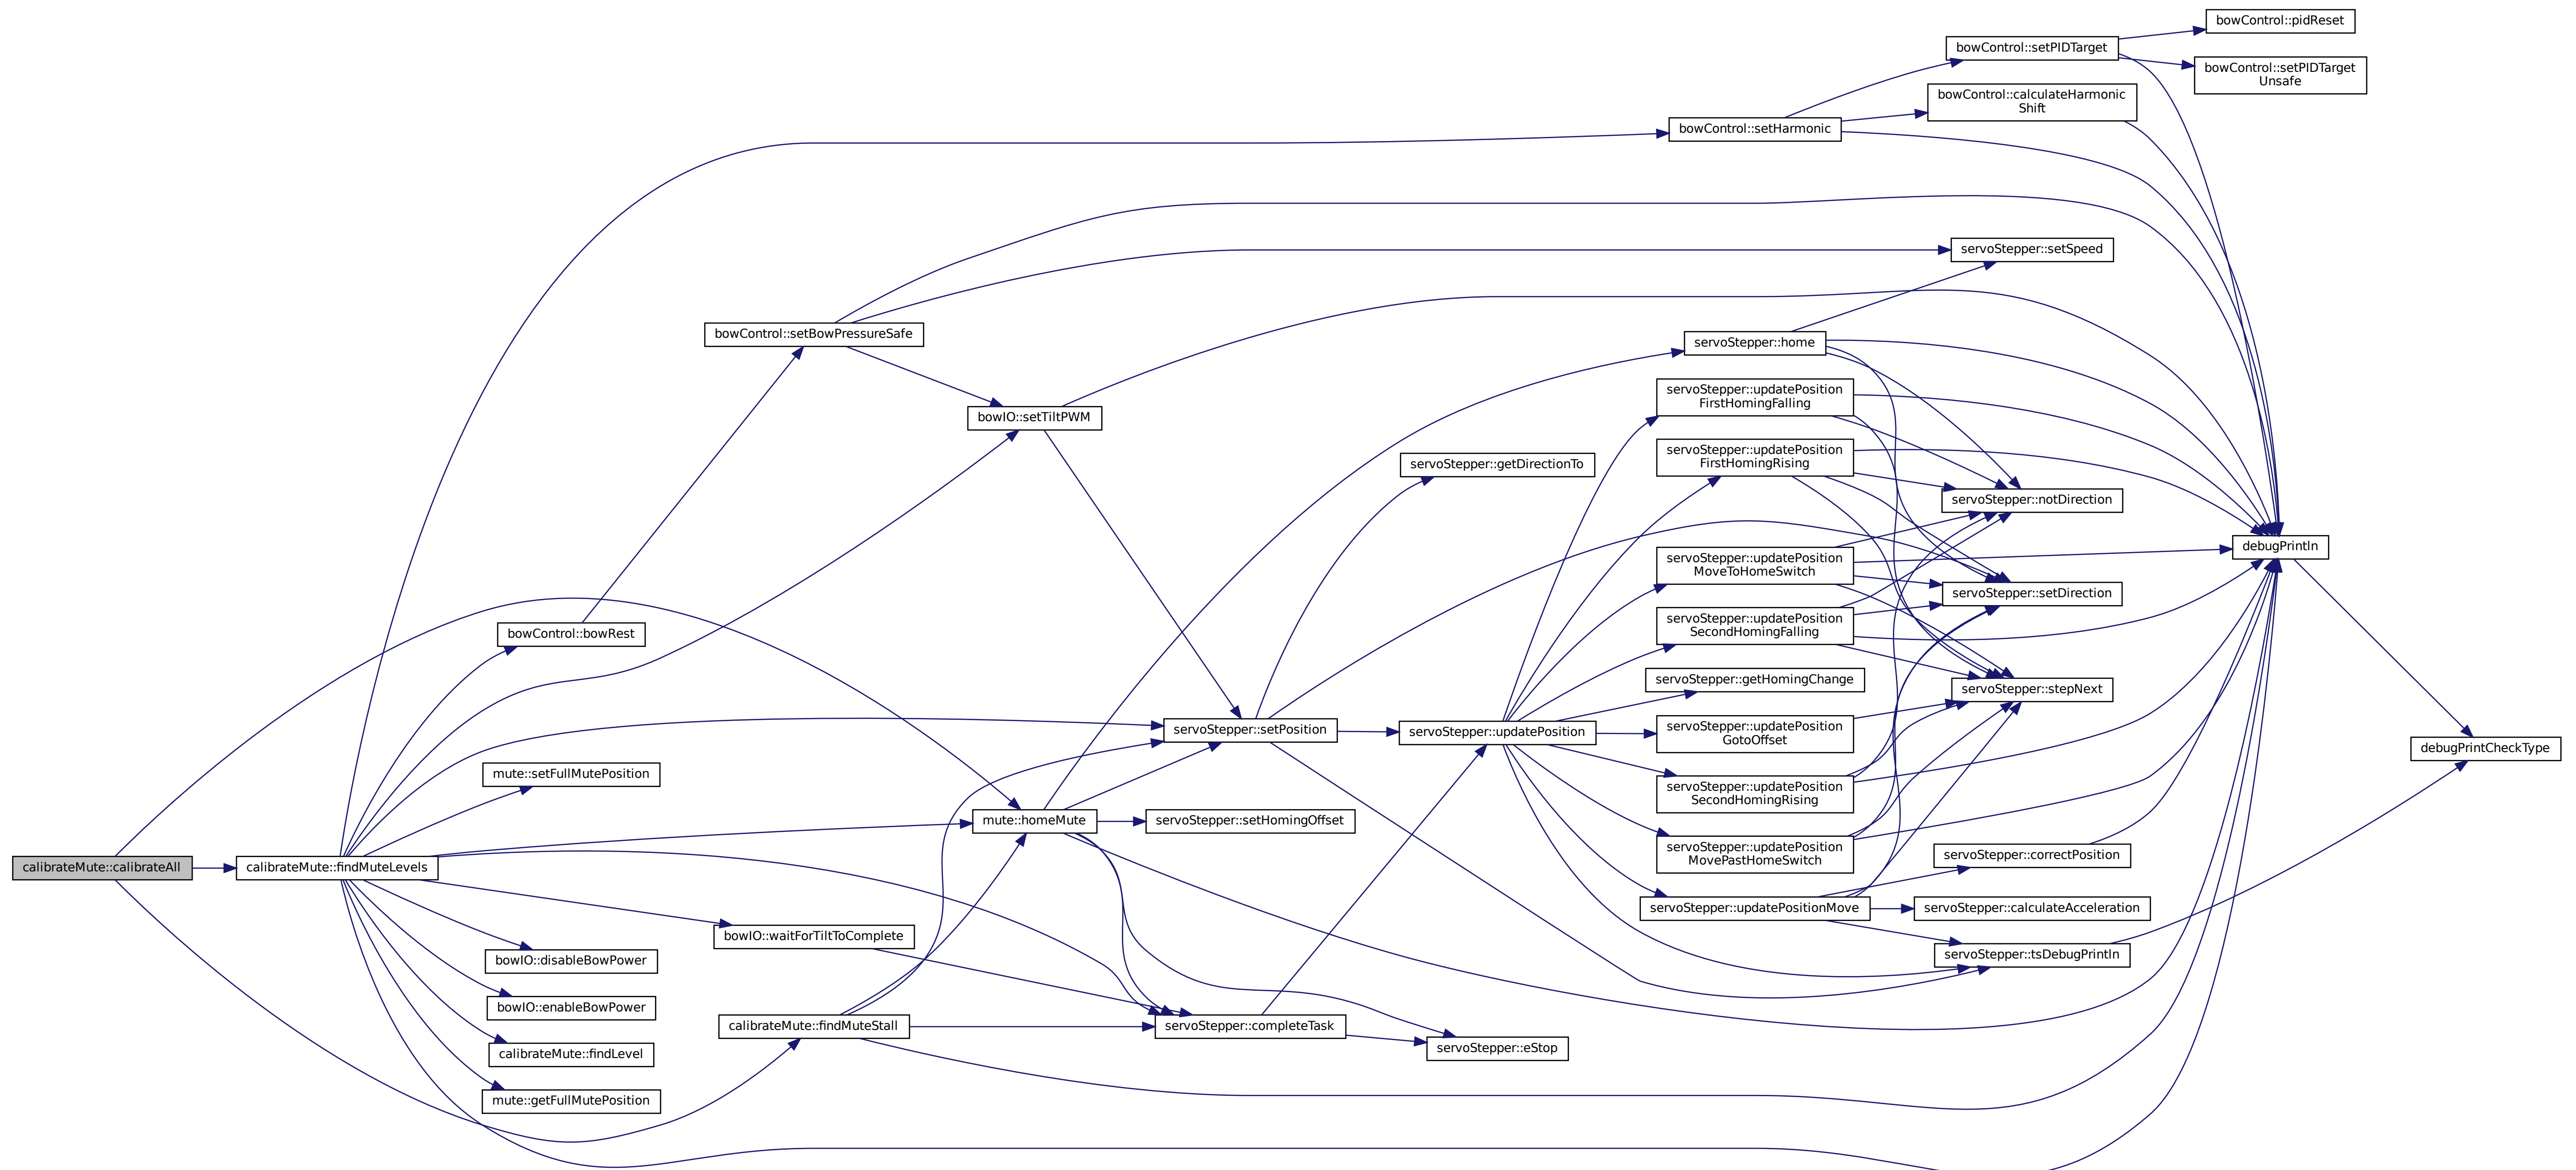 bowControl::pidReset
bowControl::setPIDTarget
bowControl::setPIDTarget
Unsafe
bowControl::calculateHarmonic
Shift
bowControl::setHarmonic
servoStepper::setSpeed
bowControl::setBowPressureSafe
servoStepper::home
servoStepper::updatePosition
FirstHomingFalling
bowIO::setTiltPWM
servoStepper::updatePosition
FirstHomingRising
servoStepper::getDirectionTo
servoStepper::notDirection
debugPrintln
servoStepper::updatePosition
MoveToHomeSwitch
servoStepper::setDirection
servoStepper::updatePosition
SecondHomingFalling
bowControl::bowRest
servoStepper::getHomingChange
servoStepper::stepNext
servoStepper::setPosition
servoStepper::updatePosition
servoStepper::updatePosition
GotoOffset
debugPrintCheckType
mute::setFullMutePosition
servoStepper::updatePosition
SecondHomingRising
mute::homeMute
servoStepper::setHomingOffset
servoStepper::updatePosition
MovePastHomeSwitch
servoStepper::correctPosition
calibrateMute::calibrateAll
calibrateMute::findMuteLevels
servoStepper::updatePositionMove
servoStepper::calculateAcceleration
bowIO::waitForTiltToComplete
servoStepper::tsDebugPrintln
bowIO::disableBowPower
bowIO::enableBowPower
calibrateMute::findMuteStall
servoStepper::completeTask
servoStepper::eStop
calibrateMute::findLevel
mute::getFullMutePosition